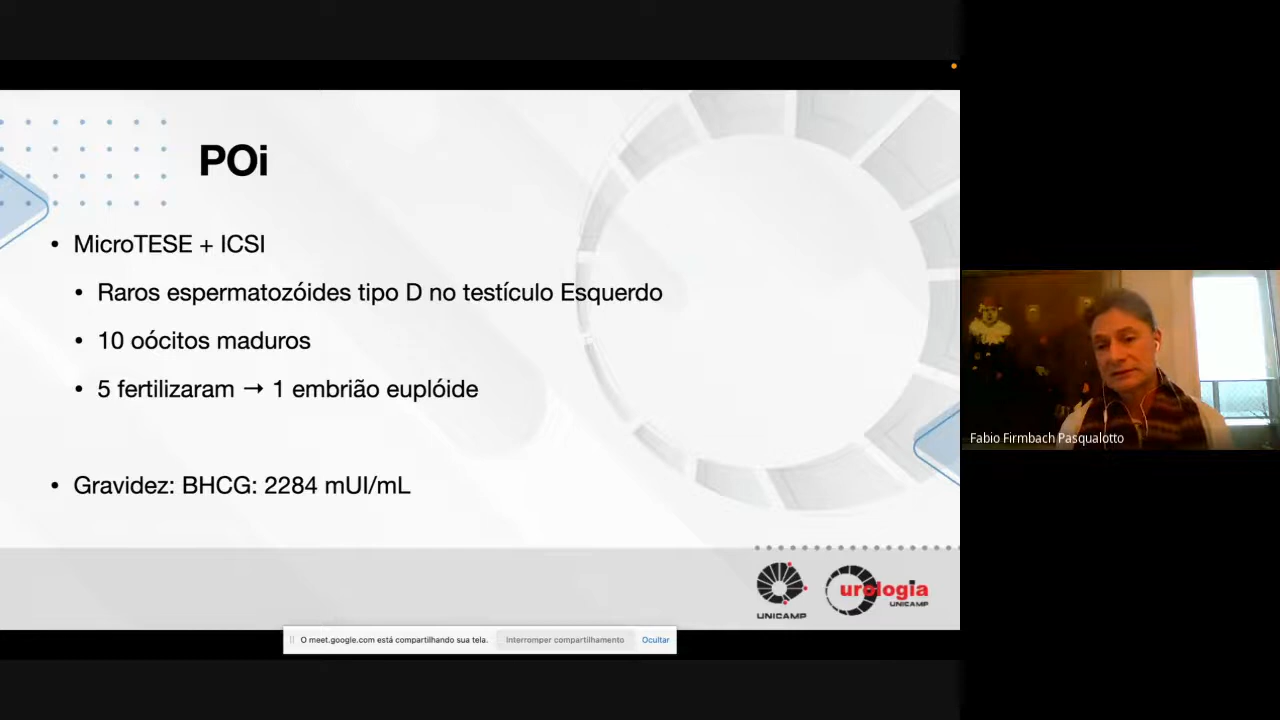 POi
• MicroTESE + ICSI
• Raros espermatozóides tipo D no testículo Esquerdo
• 10 oócitos maduros
• 5 fertilizaram → 1 embrião euplóide
• Gravidez: BHCG: 2284 mUI/mL
UNICAMP
urologia
UNICAMP
O meet.google.com está compartilhando sua tela.
Interromper compartilhamento
Ocultar
Fabio Firmbach Pasqualotto